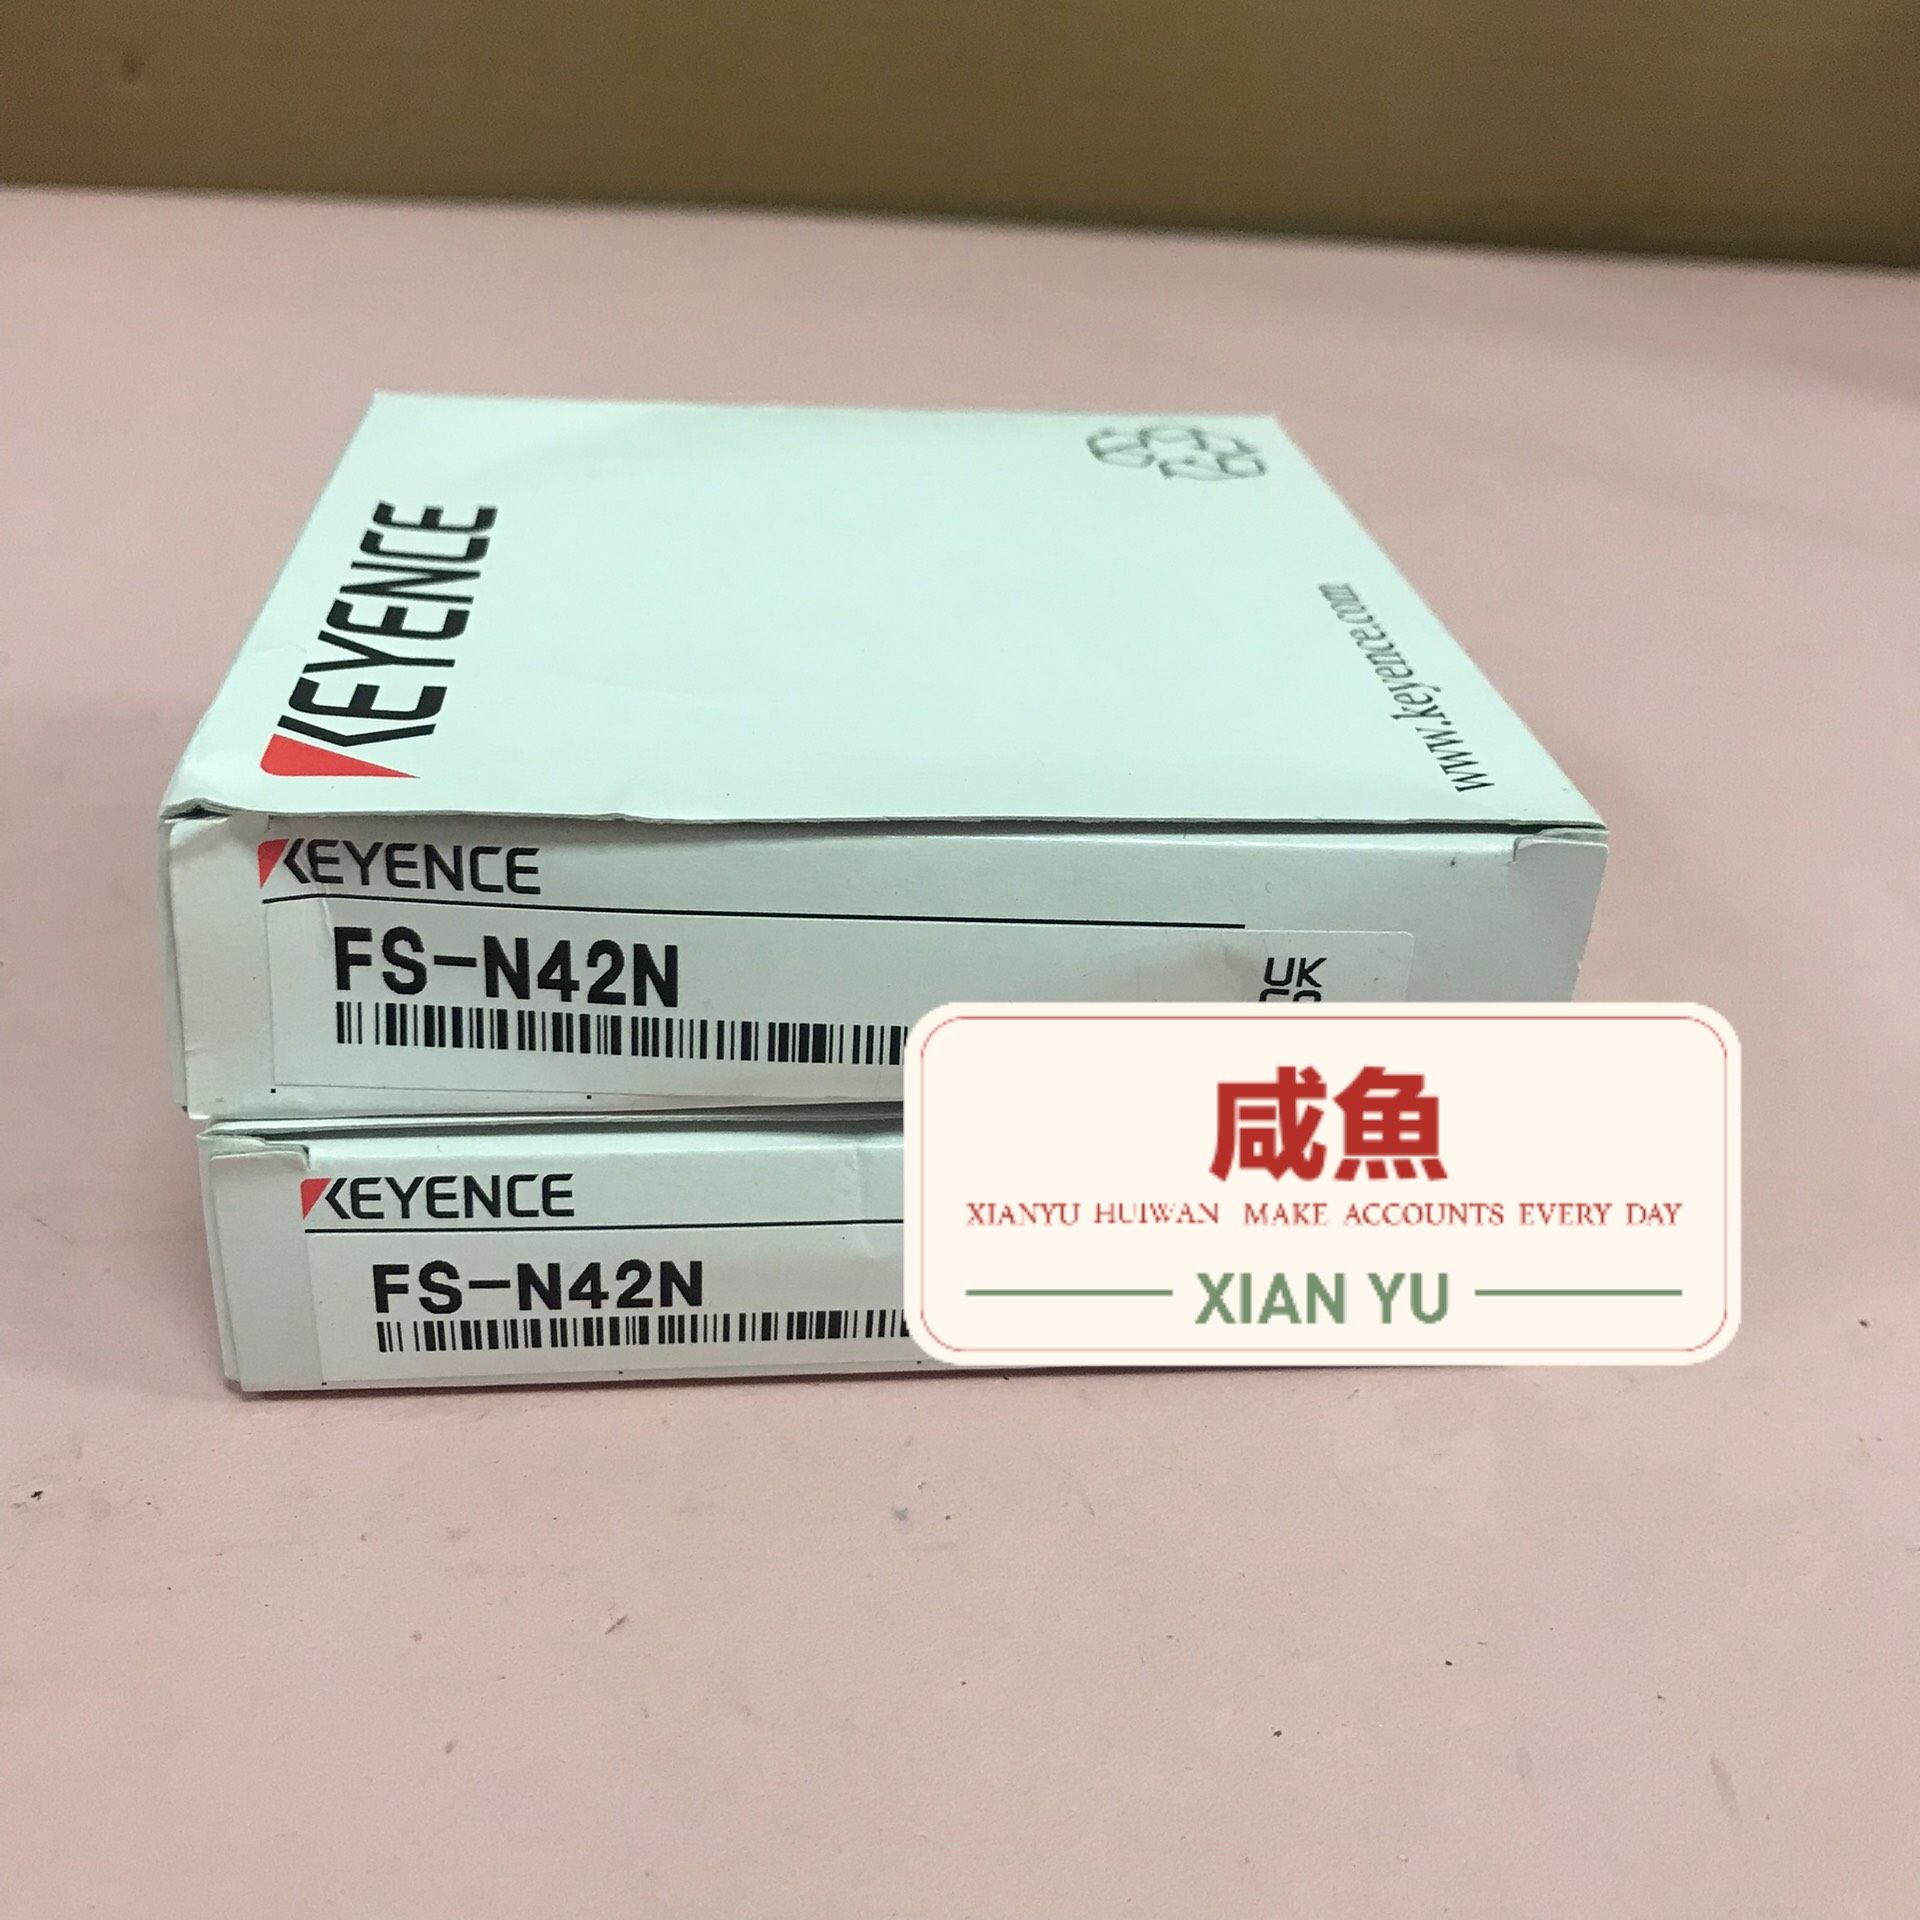 KEYENCE
www.keyence.com
KEYENCE
FS-N42N
UK
KEYENCE
FS-N42N
咸魚
XIANYU HUIWAN MAKE ACCOUNTS EVERY DAY
XIAN YU